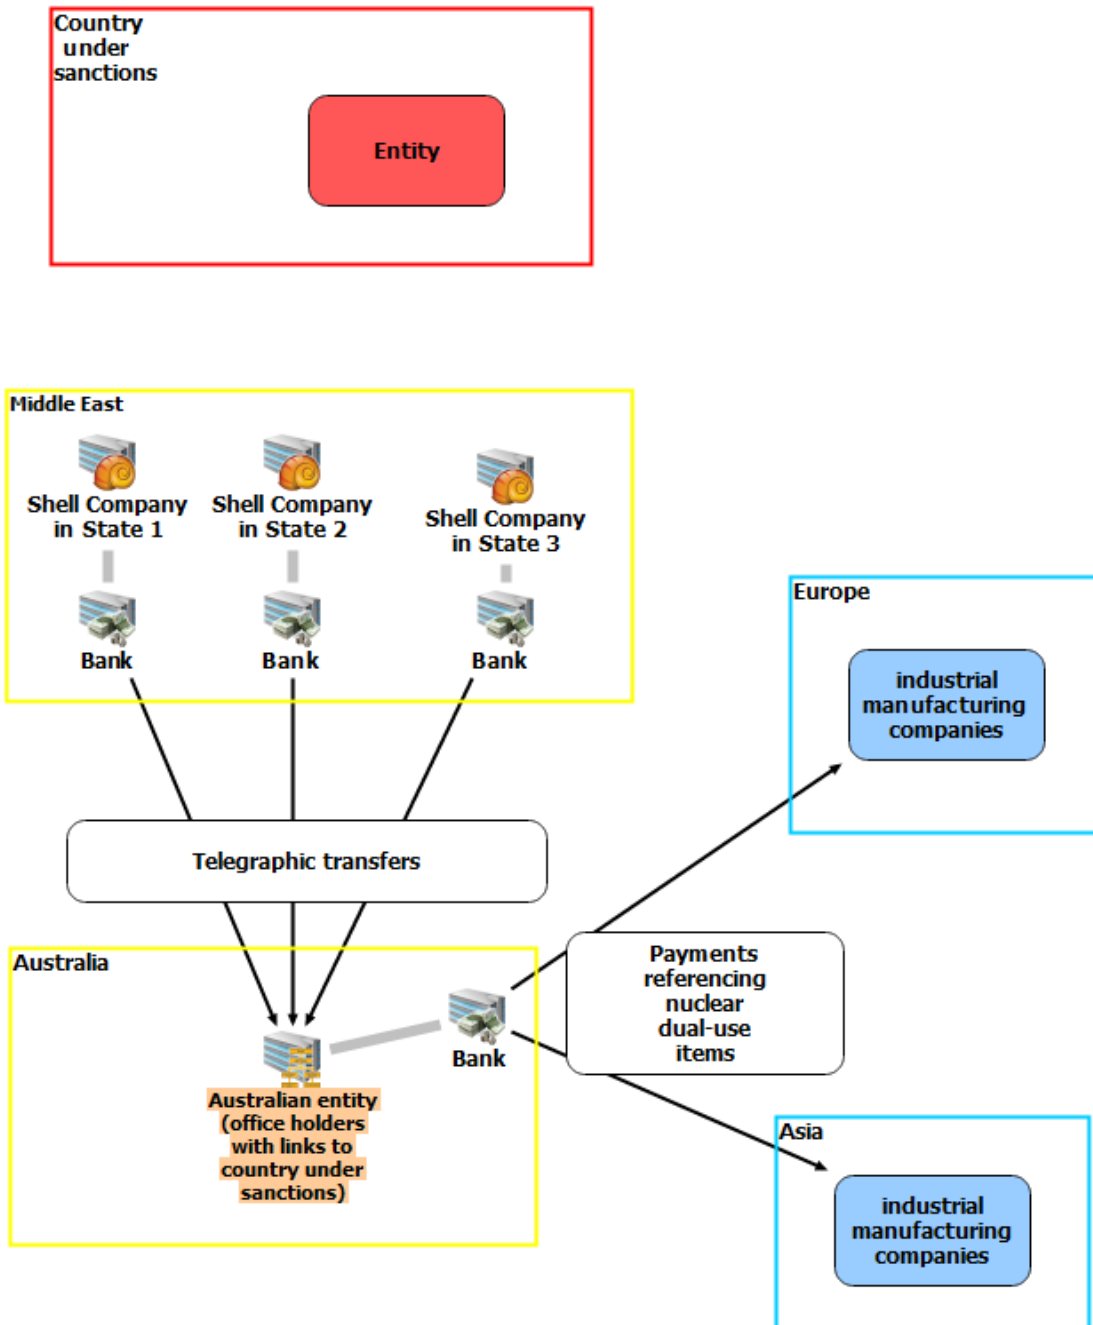 Country
under
sanctions
Entity
Middle East
Shell Company
in State 1
Shell Company
in State 2
Shell Company
in State 3
Bank
Bank
Bank
Europe
industrial
manufacturing
companies
Telegraphic transfers
Australia
Payments
referencing
nuclear
dual-use
items
Bank
Australian entity
(office holders
with links to
country under
sanctions)
Asia
industrial
manufacturing
companies